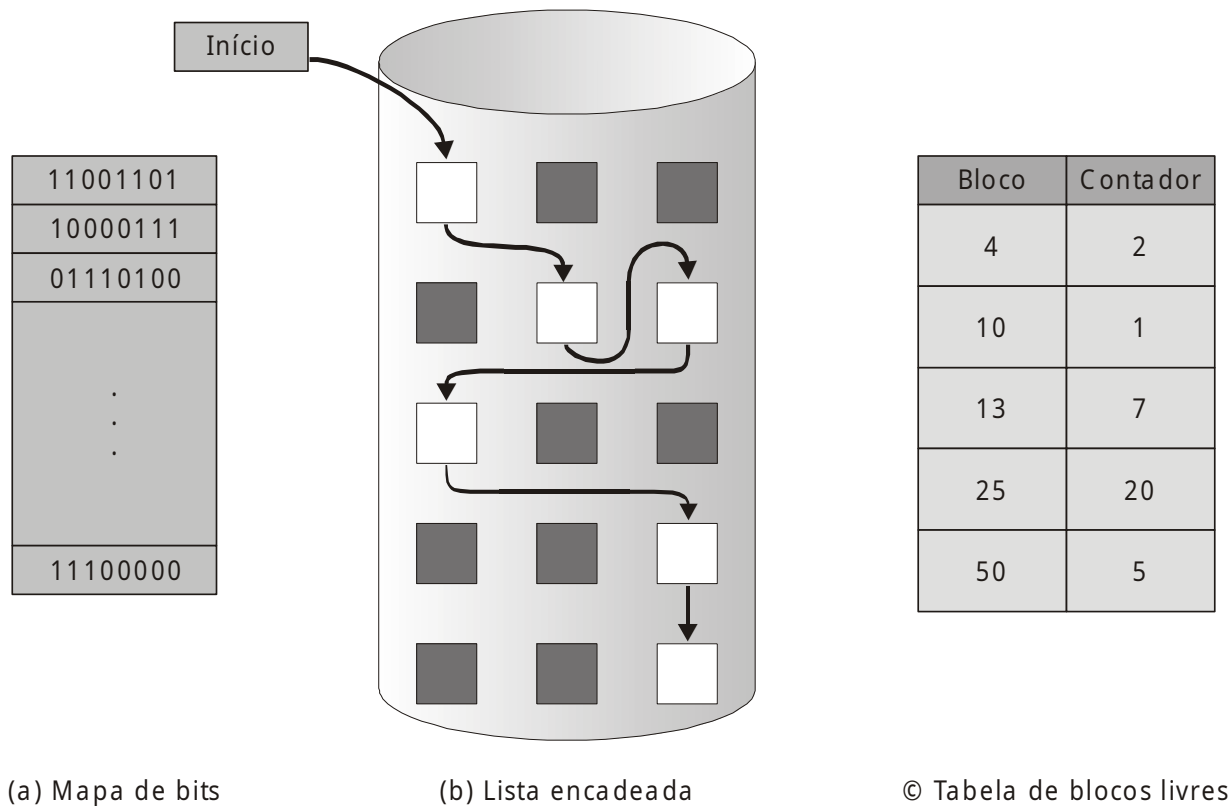 Início
11001101
10000111
01110100
.
.
.
11100000
Bloco Contador
4 2
10 1
13 7
25 20
50 5
(a) Mapa de bits
(b) Lista encadeada
© Tabela de blocos livres